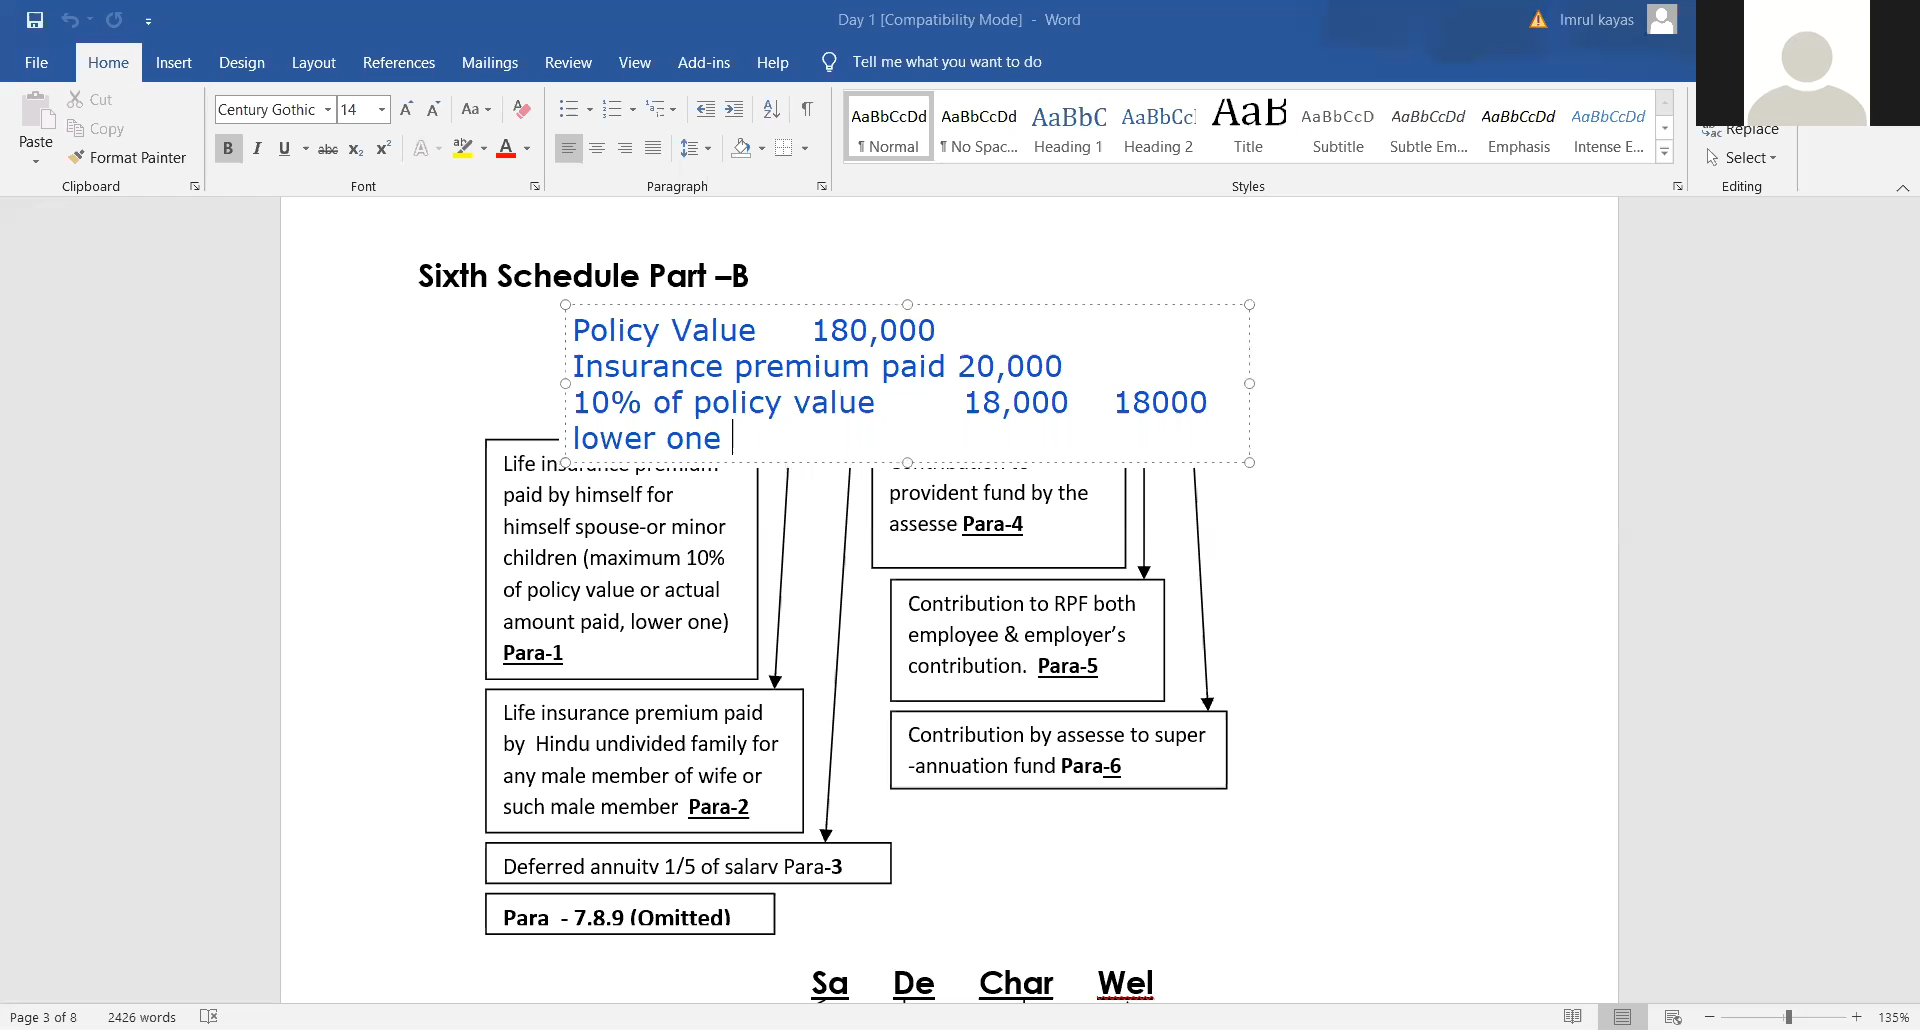 Day 1 [Compatibility Mode] - Word
Imrul kayas
File Home Insert Design Layout References Mailings Review View Add-ins Help Tell me what you want to do
Paste
Cut
Copy
Format Painter
Clipboard
Century Gothic 14
Font
Paragraph
AaBbCcDd ¶ Normal
AaBbCcDd ¶ No Spac...
AaBbC Heading 1
AaBbCc Heading 2
AaB Title
AaBbCcD Subtitle
AaBbCcDd Subtle Em...
AaBbCcDd Emphasis
AaBbCcDd Intense E...
Styles
Replace
Select
Editing
Sixth Schedule Part –B
Policy Value 180,000
Insurance premium paid 20,000
10% of policy value 18,000 18000
lower one
Life insurance premium
paid by himself for
himself spouse-or minor
children (maximum 10%
of policy value or actual
amount paid, lower one)
Para-1
Life insurance premium paid
by Hindu undivided family for
any male member of wife or
such male member Para-2
Deferred annuity 1/5 of salary Para-3
Para - 7.8.9 (Omitted)
provident fund by the
assesse Para-4
Contribution to RPF both
employee & employer’s
contribution. Para-5
Contribution by assesse to super
-annuation fund Para-6
Sa De Char Wel
Page 3 of 8 2426 words 135%